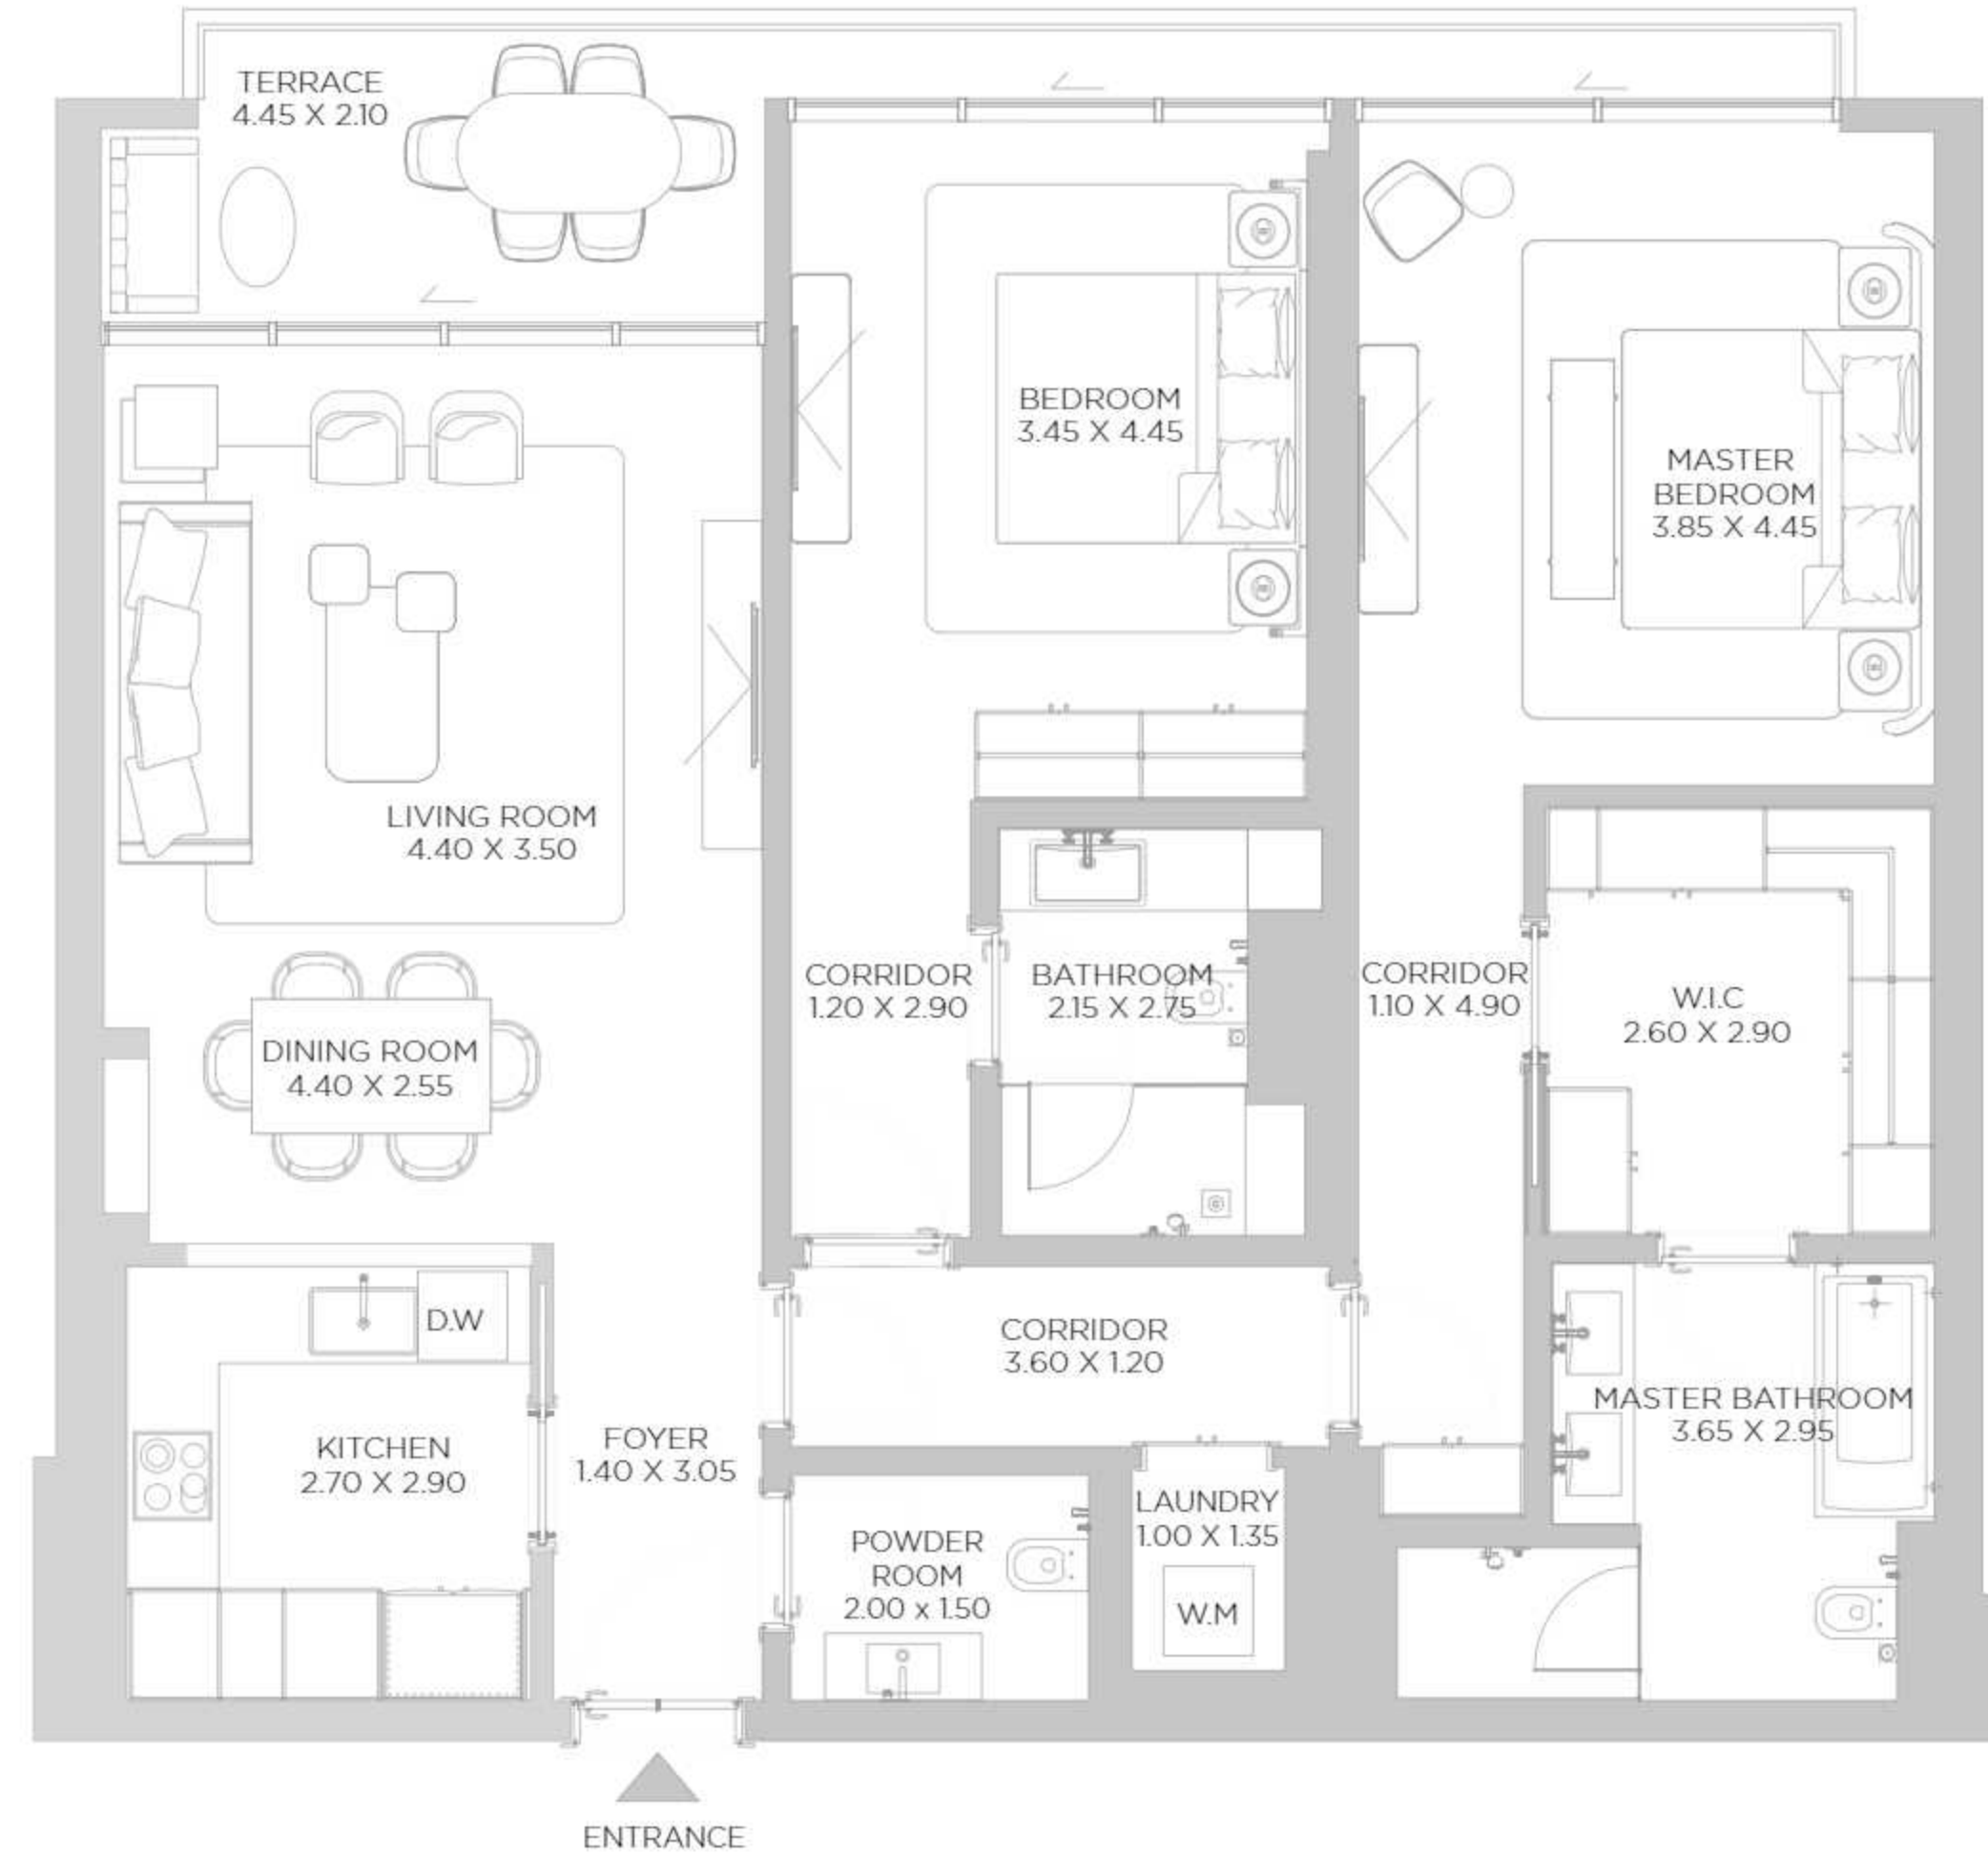 TERRACE
4.45 X 2.10
BEDROOM
3.45 X 4.45
MASTER
BEDROOM
3.85 X 4.45
LIVING ROOM
4.40 X 3.50
CORRIDOR
1.20 X 2.90
BATHROOM
2.15 X 2.75
CORRIDOR
1.10 X 4.90
W.I.C
2.60 X 2.90
DINING ROOM
4.40 X 2.55
D.W
CORRIDOR
3.60 X 1.20
MASTER BATHROOM
3.65 X 2.95
KITCHEN
2.70 X 2.90
FOYER
1.40 X 3.05
LAUNDRY
1.00 X 1.35
POWDER
ROOM
2.00 x 1.50
W.M
ENTRANCE